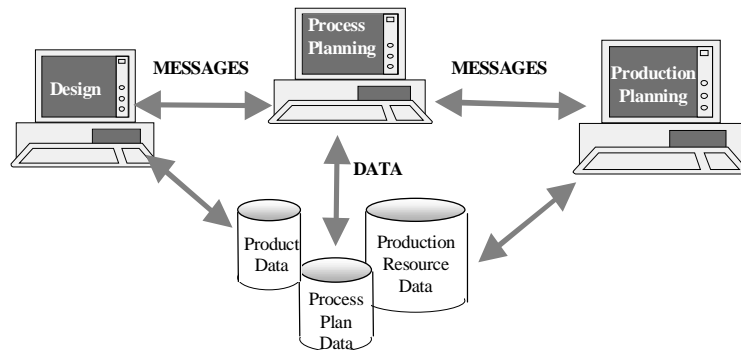 Process
Planning
MESSAGES
MESSAGES
Design
Production
Planning
DATA
Product
Data
Production
Resource
Data
Process
Plan
Data